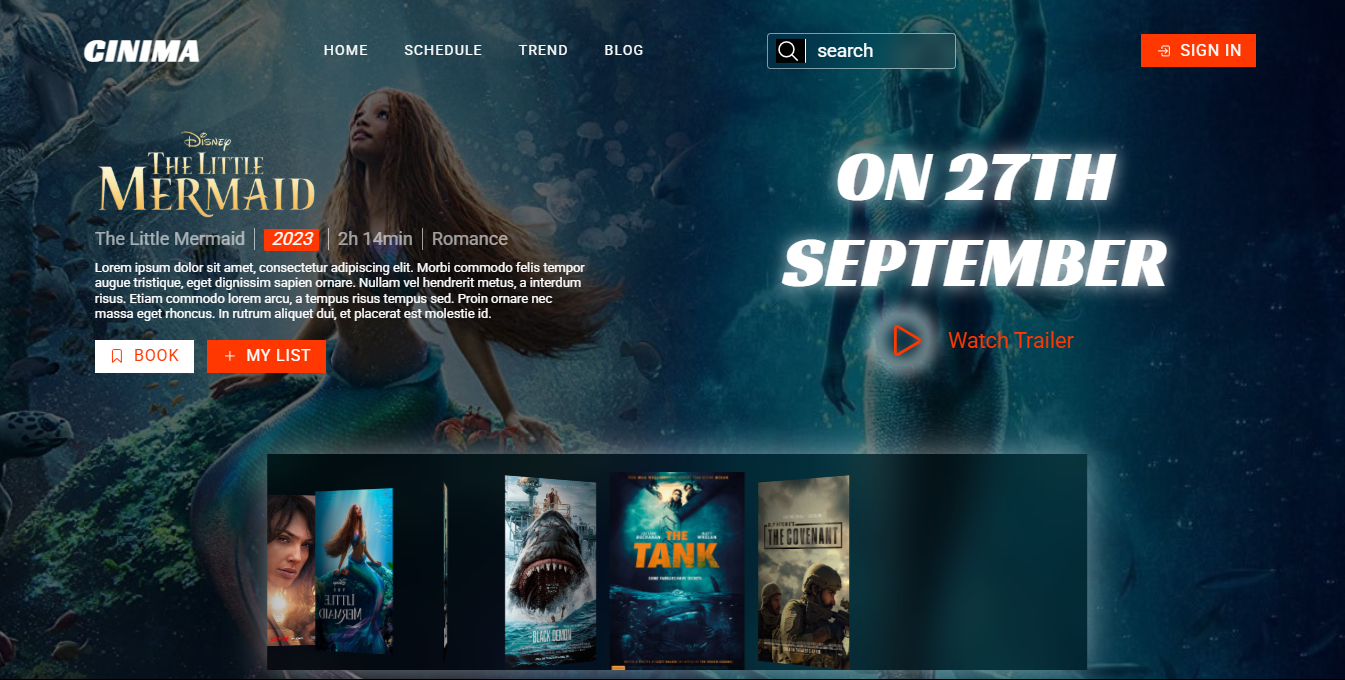 CINIMA
HOME
SCHEDULE
TREND
BLOG
search
SIGN IN
Disney
THE LITTLE
MERMAID
The Little Mermaid
2023
2h 14min
Romance
Lorem ipsum dolor sit amet, consectetur adipiscing elit. Morbi commodo felis tempor
augue tristique, eget dignissim sapien ornare. Nullam vel hendrerit metus, a interdum
risus. Etiam commodo lorem arcu, a tempus risus tempus sed. Proin ornare nec
massa eget rhoncus. In rutrum aliquet dui, et placerat est molestie id.
BOOK
MY LIST
ON 27TH
SEPTEMBER
Watch Trailer
THE
LITTLE
MERMAID
BLACK DEMON
THE
TANK
THE COVENANT